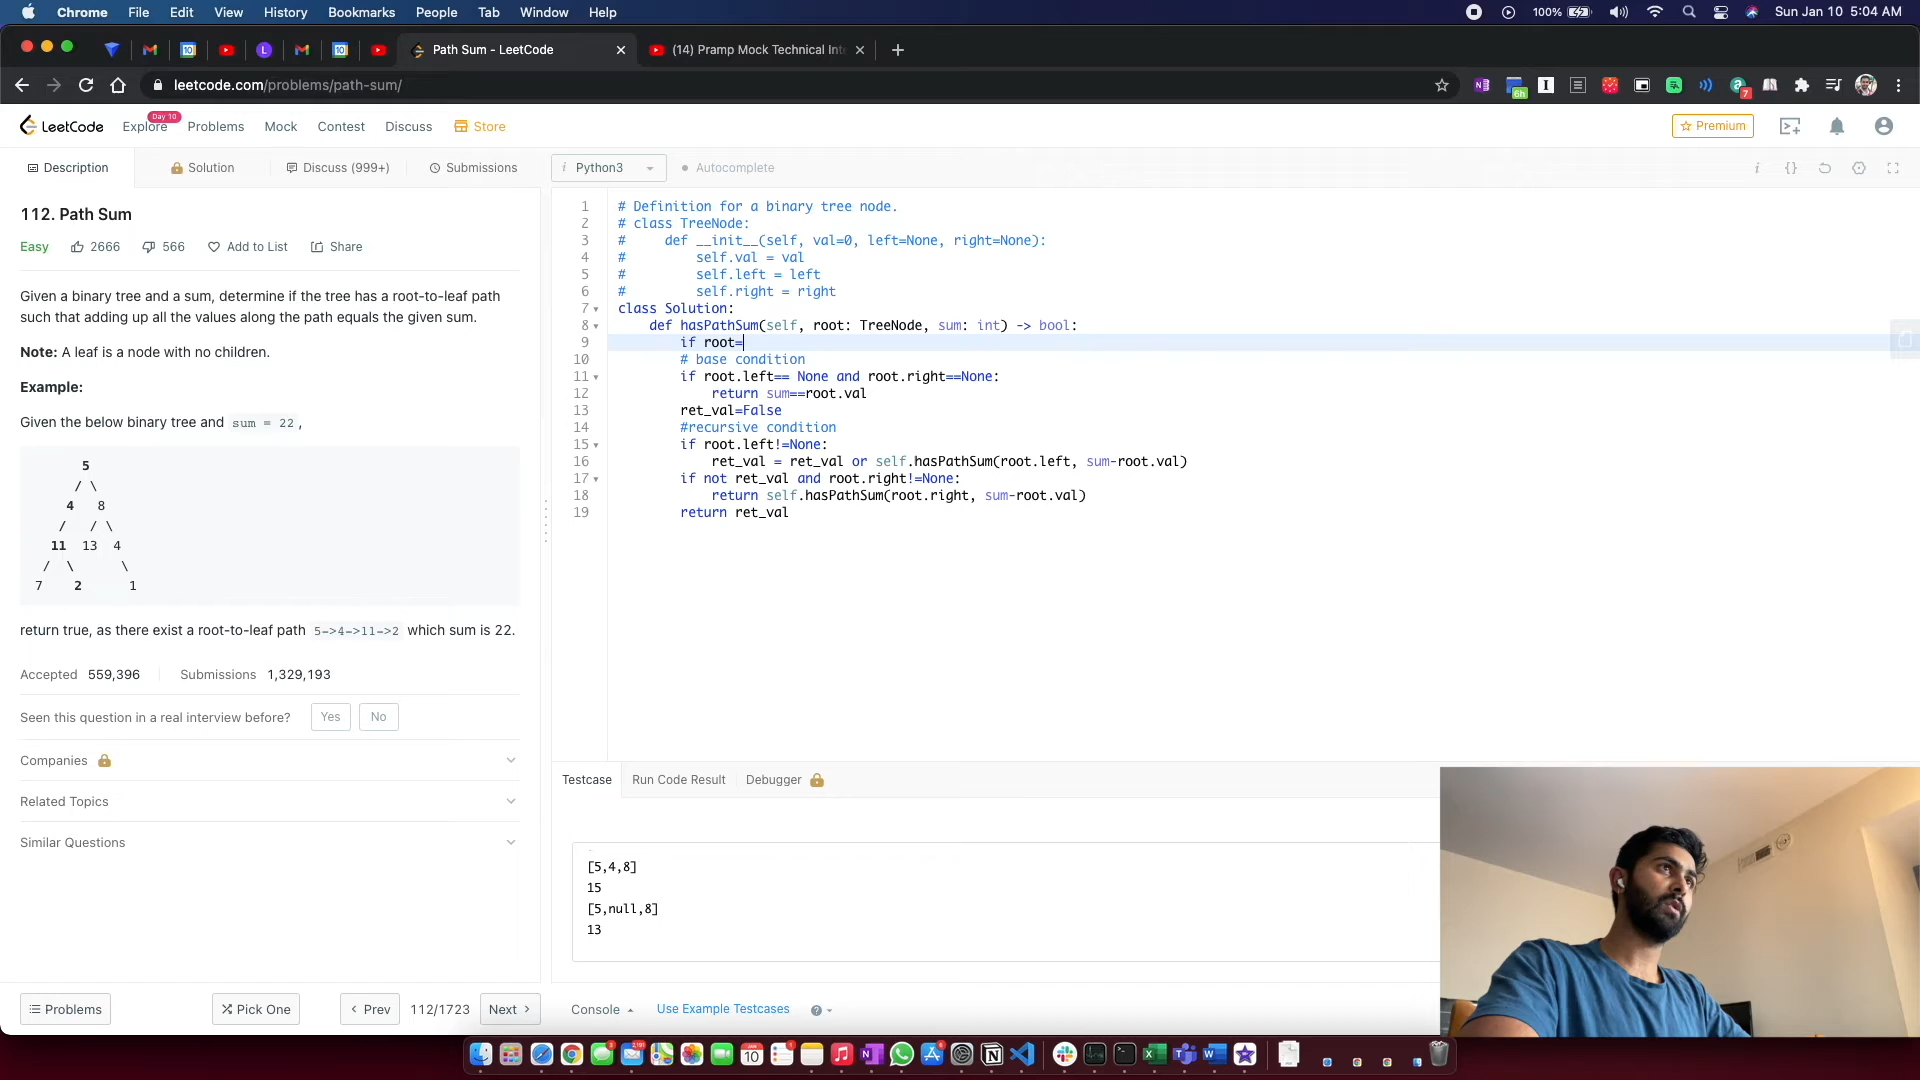 Chrome File Edit View History Bookmarks People Tab Window Help 100% Sun Jan 10 5:04 AM
Path Sum - LeetCode (14) Pramp Mock Technical Inte
leetcode.com/problems/path-sum/
LeetCode Explore Day 10 Problems Mock Contest Discuss Store Premium
Description Solution Discuss (999+) Submissions
i Python3 Autocomplete
112. Path Sum
Easy 2666 566 Add to List Share
Given a binary tree and a sum, determine if the tree has a root-to-leaf path
such that adding up all the values along the path equals the given sum.
Note: A leaf is a node with no children.
Example:
Given the below binary tree and sum = 22,
5
/ \
4 8
/ / \
11 13 4
/ \ \
7 2 1
return true, as there exist a root-to-leaf path 5->4->11->2 which sum is 22.
Accepted 559,396 Submissions 1,329,193
Seen this question in a real interview before? Yes No
Companies
Related Topics
Similar Questions
Problems Pick One Prev 112/1723 Next
1 # Definition for a binary tree node.
2 # class TreeNode:
3 #     def __init__(self, val=0, left=None, right=None):
4 #         self.val = val
5 #         self.left = left
6 #         self.right = right
7 class Solution:
8     def hasPathSum(self, root: TreeNode, sum: int) -> bool:
9         if root=
10         # base condition
11         if root.left== None and root.right==None:
12             return sum==root.val
13         ret_val=False
14         #recursive condition
15         if root.left!=None:
16             ret_val = ret_val or self.hasPathSum(root.left, sum-root.val)
17         if not ret_val and root.right!=None:
18             return self.hasPathSum(root.right, sum-root.val)
19         return ret_val
Testcase Run Code Result Debugger
[5,4,8]
15
[5,null,8]
13
Console Use Example Testcases